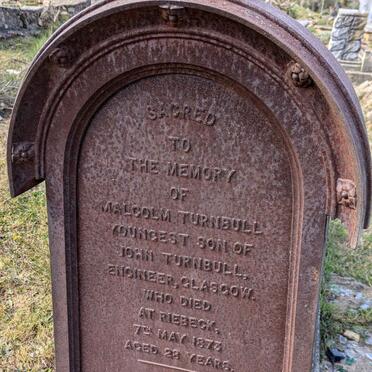 SACRED
TO
THE MEMORY
OF
MALCOLM TURNBULL
YOUNGEST SON OF
JOHN TURNBULL,
ENGINEER, GLASGOW.
WHO DIED
AT RIEBECK,
7TH MAY 1873
AGED 29 YEARS.